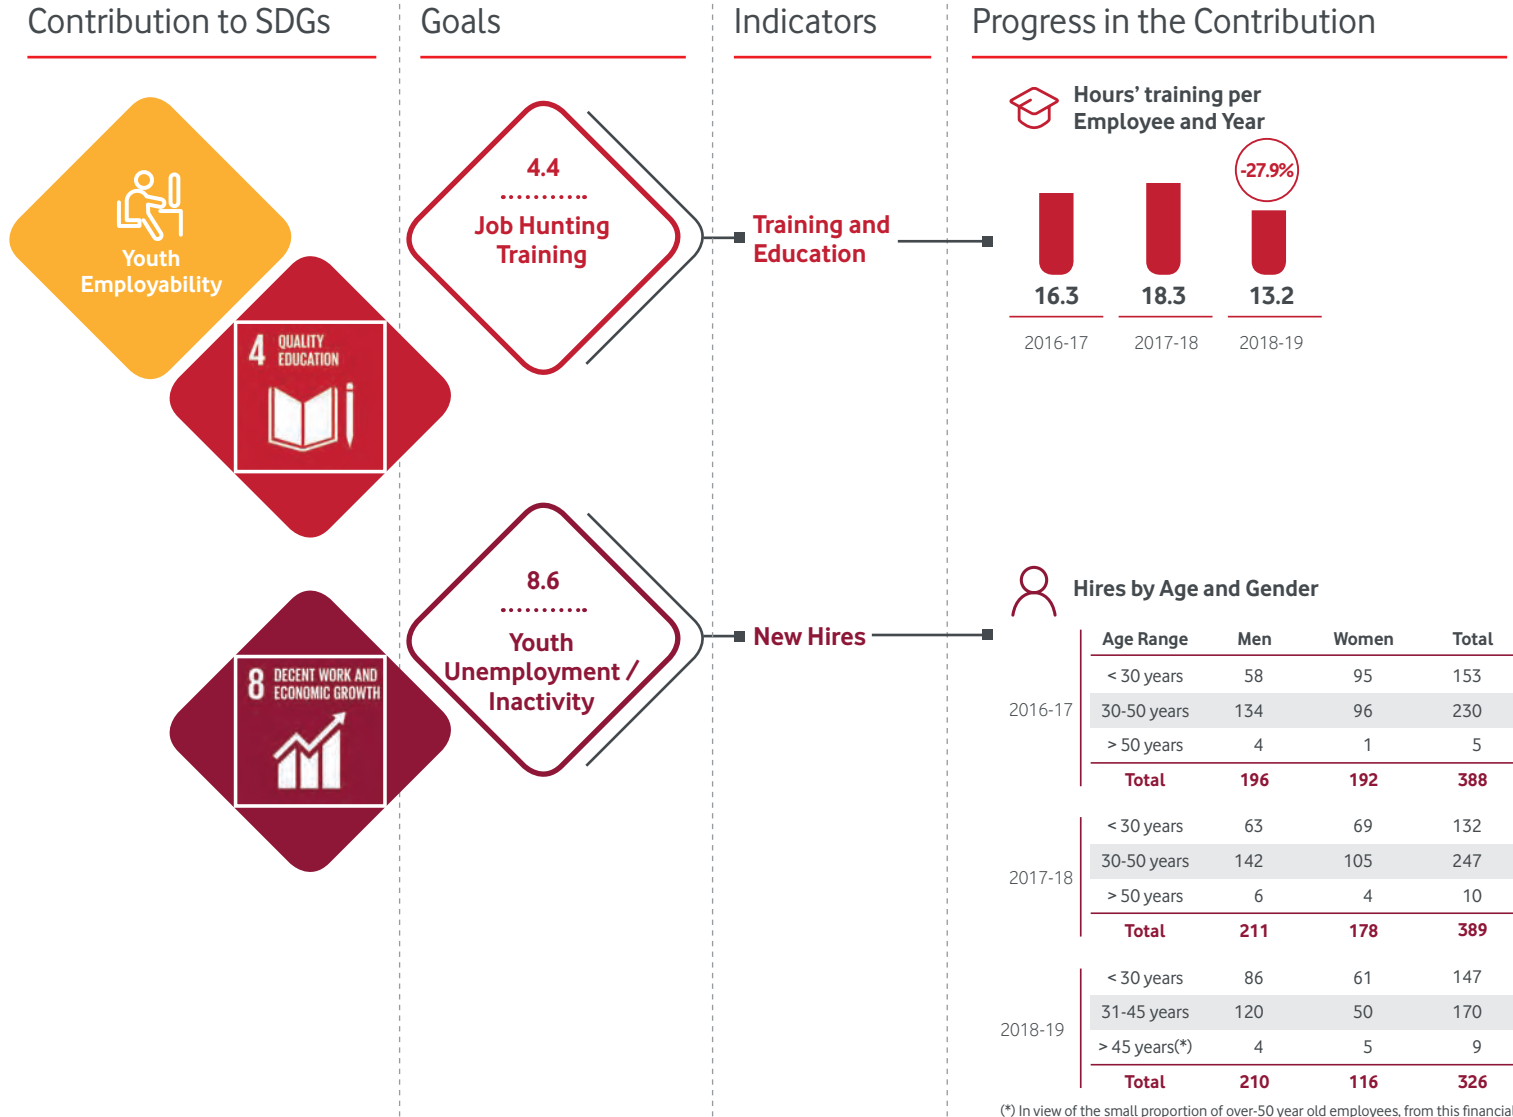 Contribution to SDGs
Goals
Indicators
Progress in the Contribution
Youth
Employability
4 QUALITY
EDUCATION
4.4
Job Hunting
Training
Training and
Education
Hours' training per
Employee and Year
-27.9%
16.3 18.3 13.2
2016-17 2017-18 2018-19
8 DECENT WORK AND
ECONOMIC GROWTH
8.6
Youth
Unemployment /
Inactivity
New Hires
Hires by Age and Gender
Age Range Men Women Total
2016-17
< 30 years 58 95 153
30-50 years 134 96 230
> 50 years 4 1 5
Total 196 192 388
2017-18
< 30 years 63 69 132
30-50 years 142 105 247
> 50 years 6 4 10
Total 211 178 389
2018-19
< 30 years 86 61 147
31-45 years 120 50 170
> 45 years(*) 4 5 9
Total 210 116 326
(*) In view of the small proportion of over-50 year old employees, from this financial